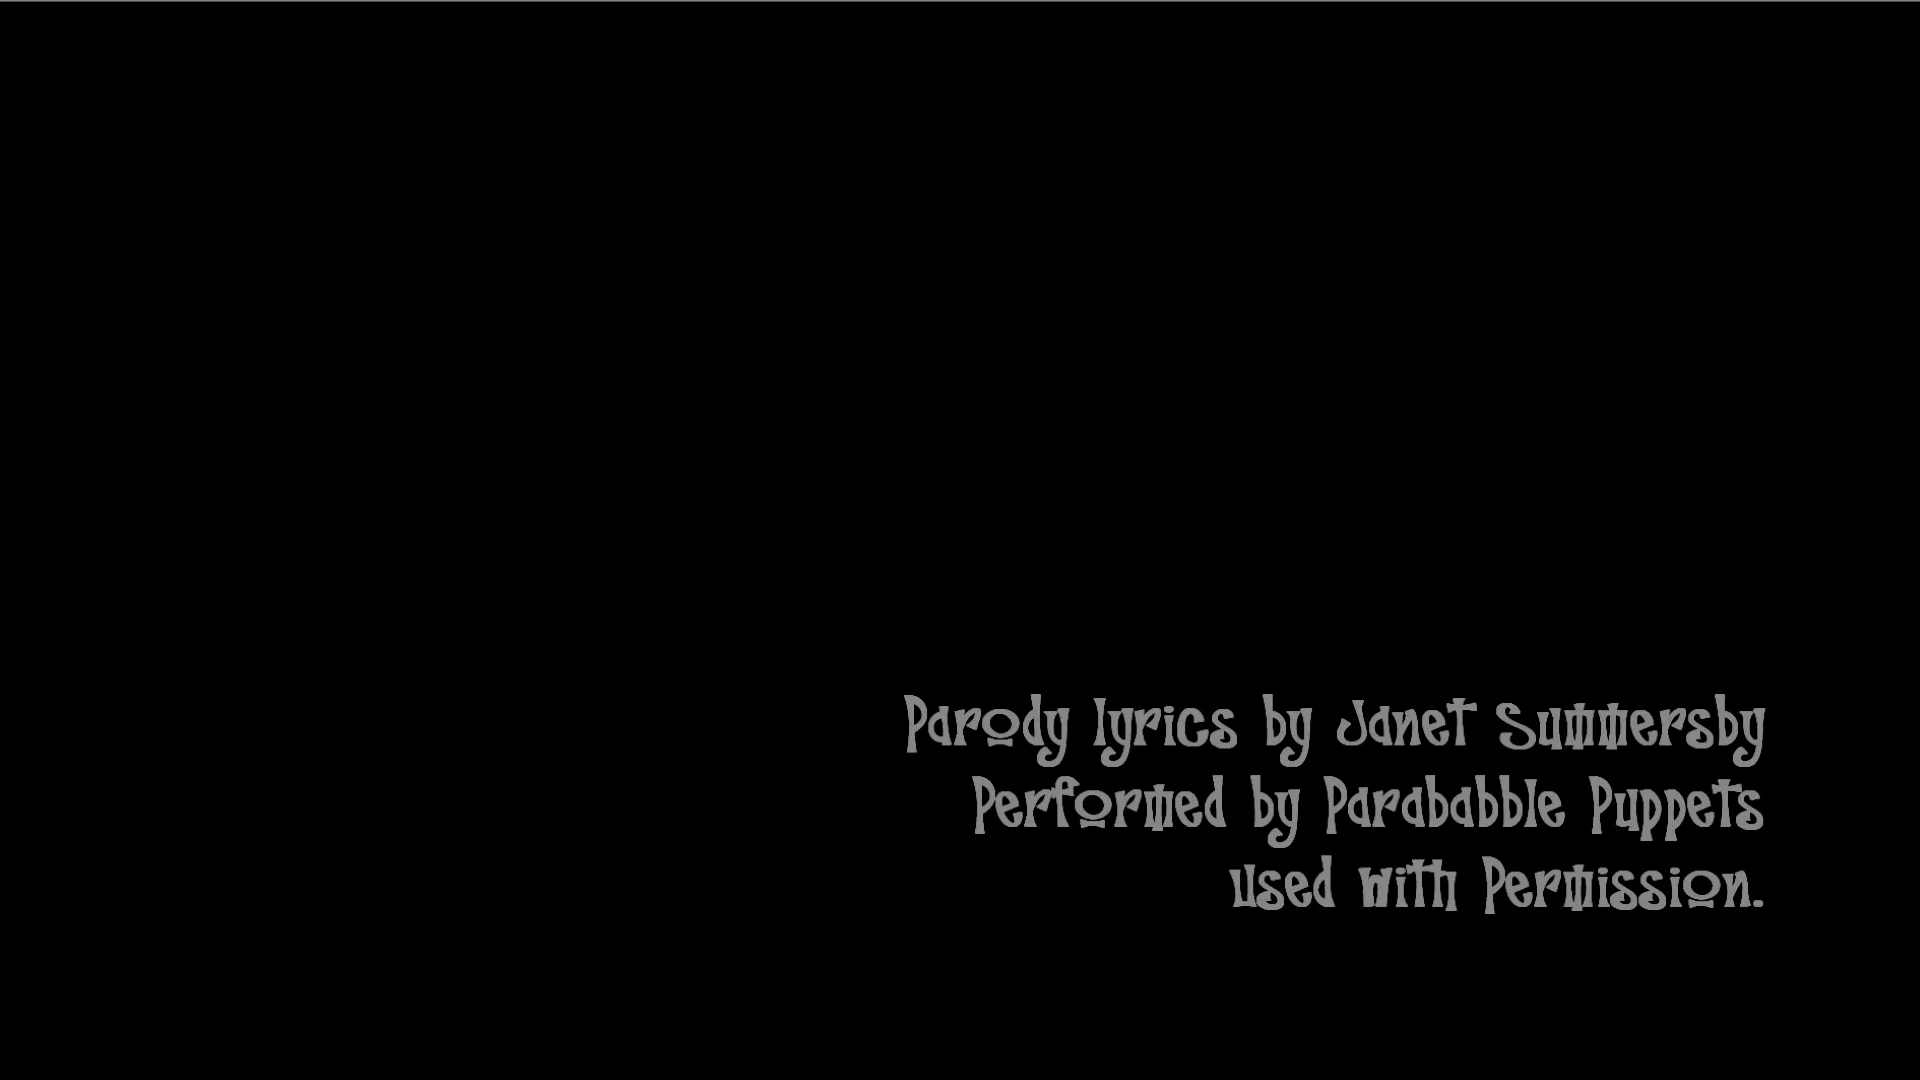 Parody lyrics by Janet Summersby
Performed by Parababble Puppets
used with Permission.